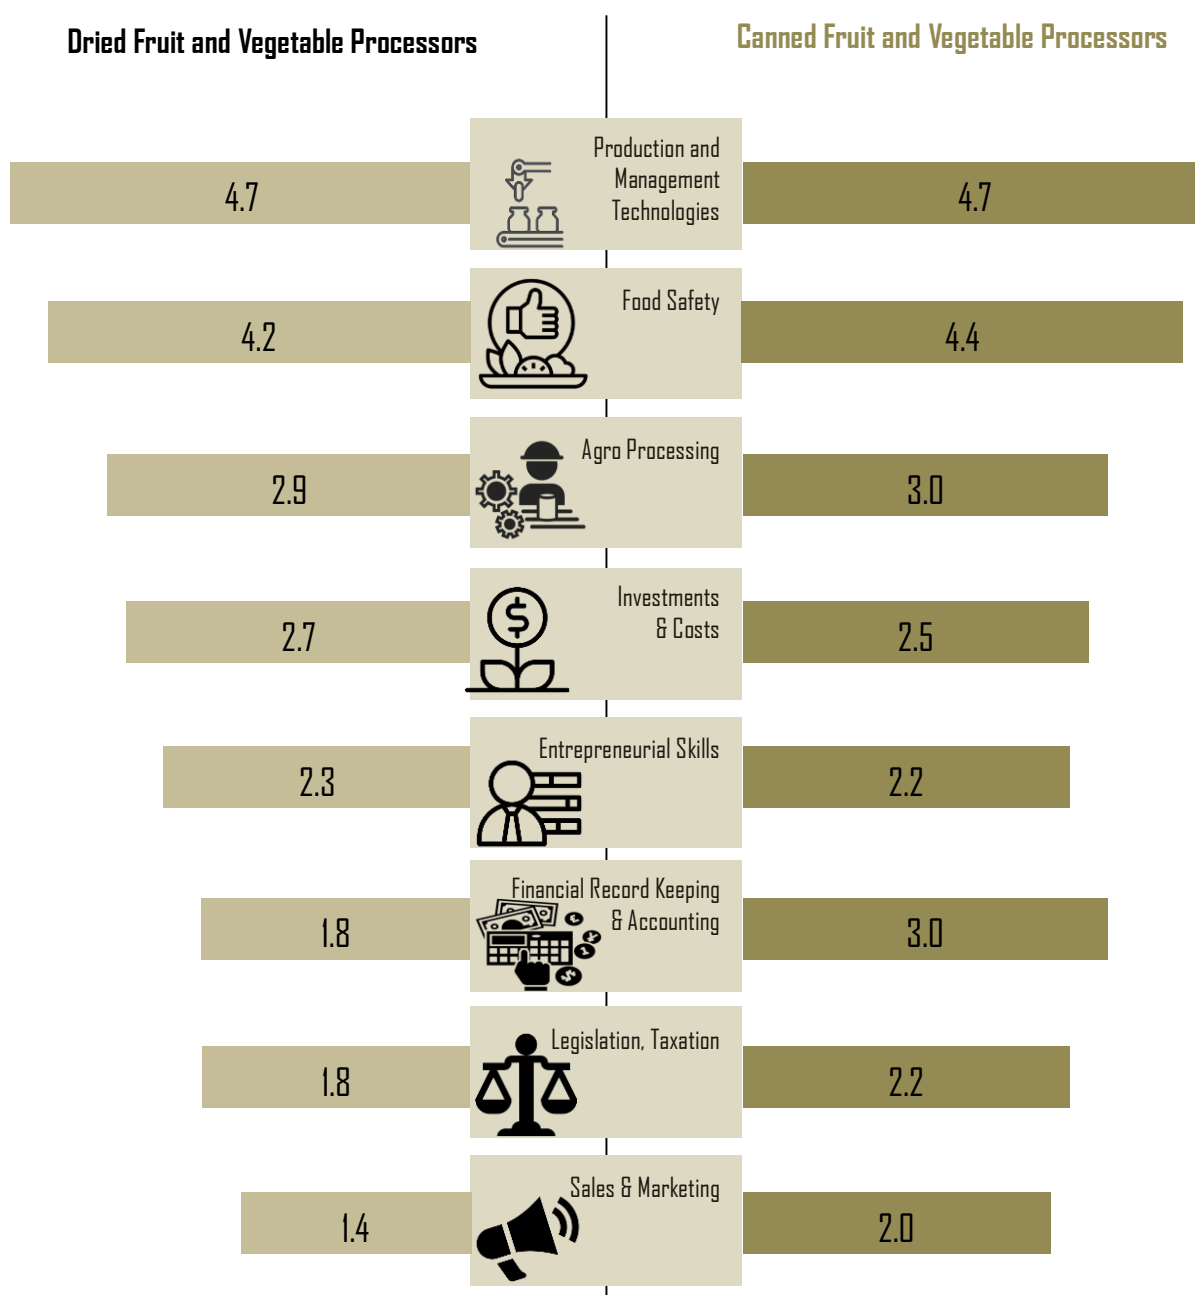 Dried Fruit and Vegetable Processors
Canned Fruit and Vegetable Processors
4.7
Production and
Management
Technologies
4.7
4.2
Food Safety
4.4
2.9
Agro Processing
3.0
2.7
Investments
& Costs
2.5
2.3
Entrepreneurial Skills
2.2
1.8
Financial Record Keeping
& Accounting
3.0
1.8
Legislation, Taxation
2.2
1.4
Sales & Marketing
2.0